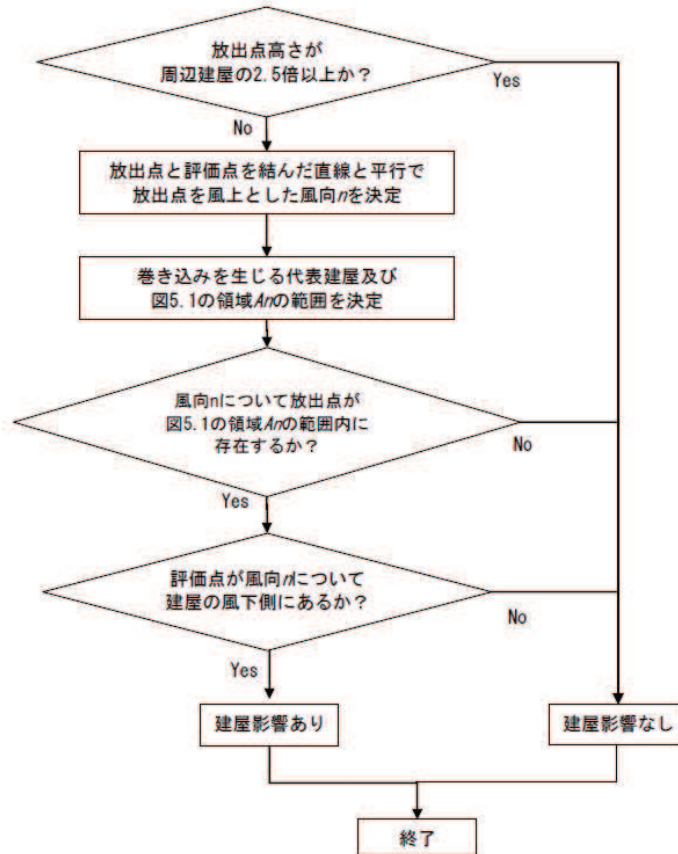 放出点高さが
周辺建屋の2.5倍以上か？
Yes
No
放出点と評価点を結んだ直線と平行で
放出点を風上とした風向nを決定
巻き込みを生じる代表建屋及び
図5.1の領域Anの範囲を決定
風向nについて放出点が
図5.1の領域Anの範囲内に
存在するか？
No
Yes
評価点が風向nについて
建屋の風下側にあるか？
No
Yes
建屋影響あり
建屋影響なし
終了